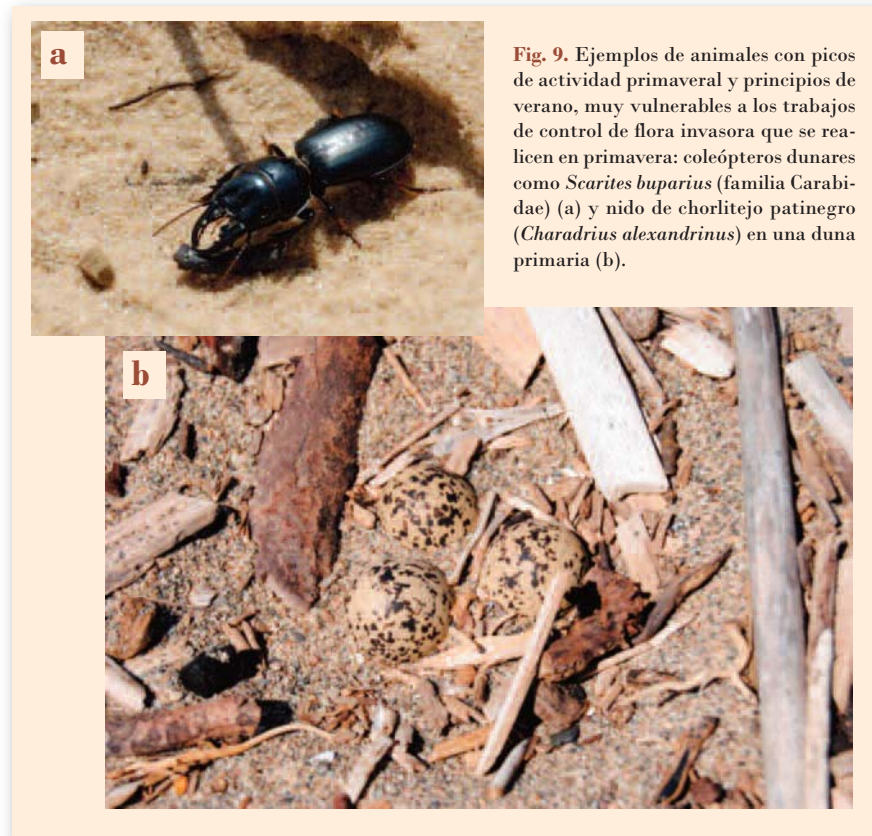 a
Fig. 9. Ejemplos de animales con picos
de actividad primaveral y principios de
verano, muy vulnerables a los trabajos
de control de flora invasora que se rea-
licen en primavera: coleópteros dunares
como Scarites buparius (familia Carabi-
dae) (a) y nido de chorlitejo patinegro
(Charadrius alexandrinus) en una duna
primaria (b).
b